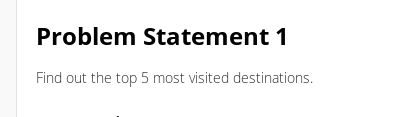 Problem Statement 1
Find out the top 5 most visited destinations.